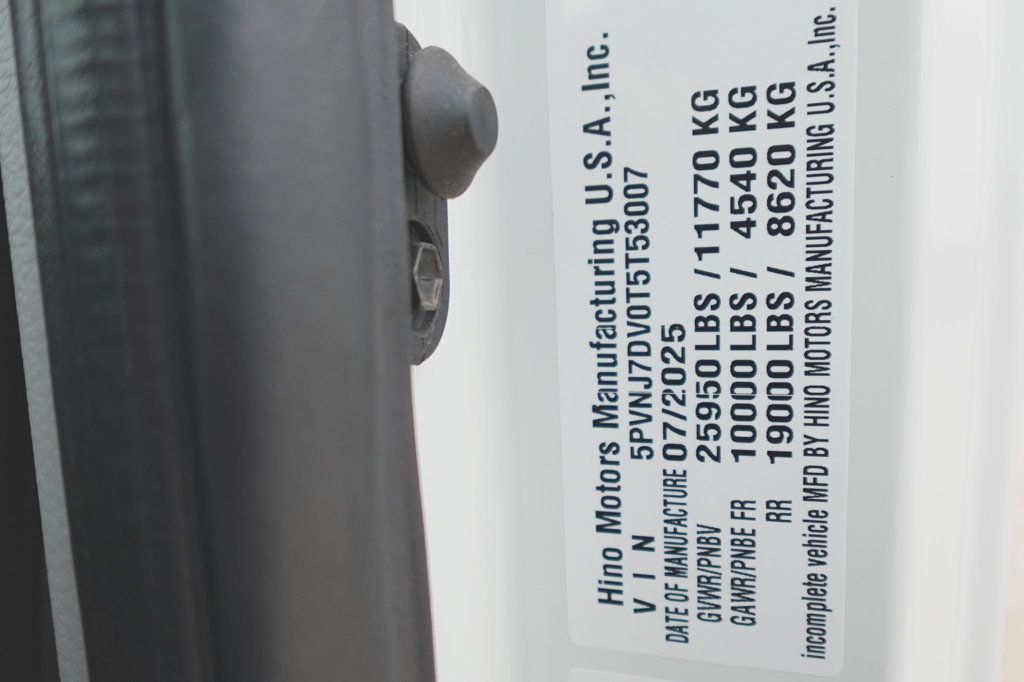 Hino Motors Manufacturing U.S.A.,Inc.
V I N 5PVNJ7DV0T5T53007
DATE OF MANUFACTURE 07/2025
GVWR/PNBV 25950 LBS / 11770 KG
GAWR/PNBE FR 10000 LBS / 4540 KG
RR 19000 LBS / 8620 KG
incomplete vehicle MFD BY HINO MOTORS MANUFACTURING U.S.A.,Inc.